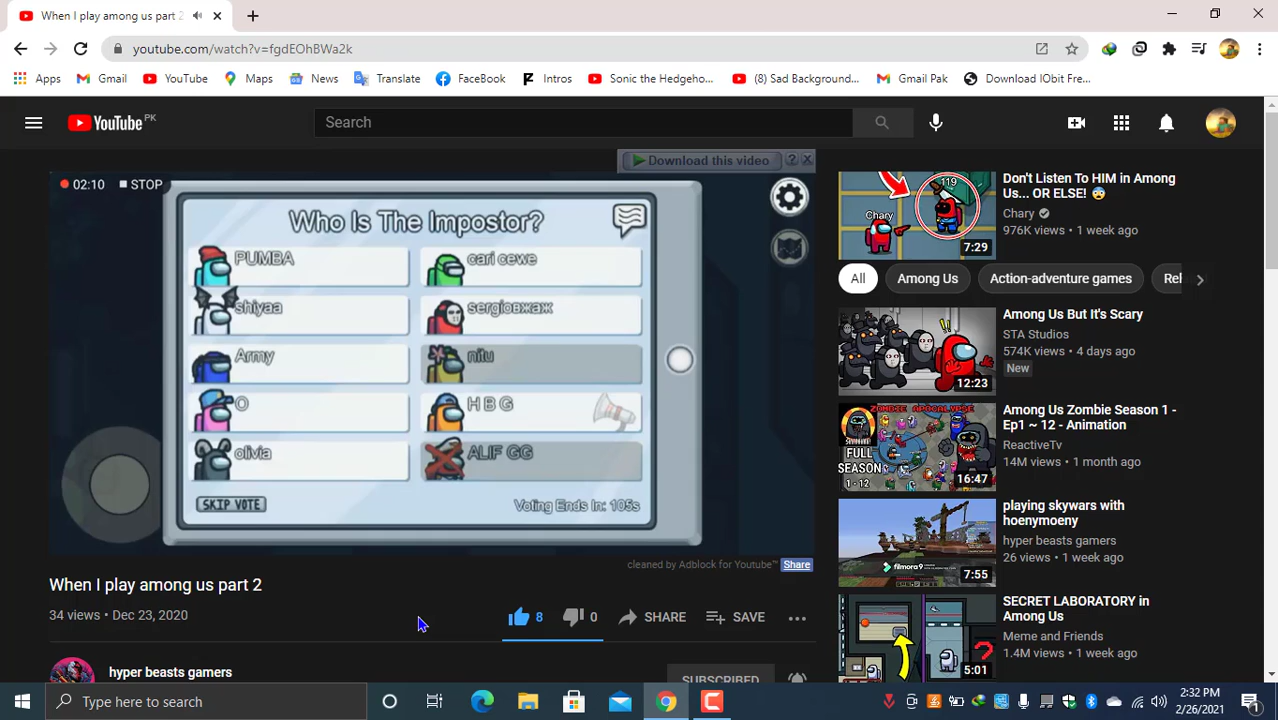 When I play among us part 2
youtube.com/watch?v=fgdEOhBWa2k
Apps
Gmail
YouTube
Maps
News
Translate
FaceBook
Intros
Sonic the Hedgeho...
(8) Sad Background...
Gmail Pak
Download IObit Fre...
YouTube PK
Search
Download this video ? X
02:10 STOP
Who Is The Impostor?
PUMBA
cari cewe
shiyaa
sergioвжаж
Army
nitu
O
H B G
olivia
ALIF GG
SKIP VOTE
Voting Ends In: 105s
cleaned by Adblock for Youtube™ Share
When I play among us part 2
34 views • Dec 23, 2020
8
0
SHARE
SAVE
hyper beasts gamers
SUBSCRIBED
119
Chary
7:29
Don't Listen To HIM in Among
Us... OR ELSE! 😨
Chary
976K views • 1 week ago
All
Among Us
Action-adventure games
Rel
12:23
Among Us But It's Scary
STA Studios
574K views • 4 days ago
New
ZOMBIE APOCALYPSE
FULL
SEASON
1 - 12
16:47
Among Us Zombie Season 1 -
Ep1 ~ 12 - Animation
ReactiveTv
14M views • 1 month ago
filmora9
7:55
playing skywars with
hoenymoeny
hyper beasts gamers
26 views • 1 week ago
5:01
SECRET LABORATORY in
Among Us
Meme and Friends
1.4M views • 1 week ago
Type here to search
2:32 PM
2/26/2021
1